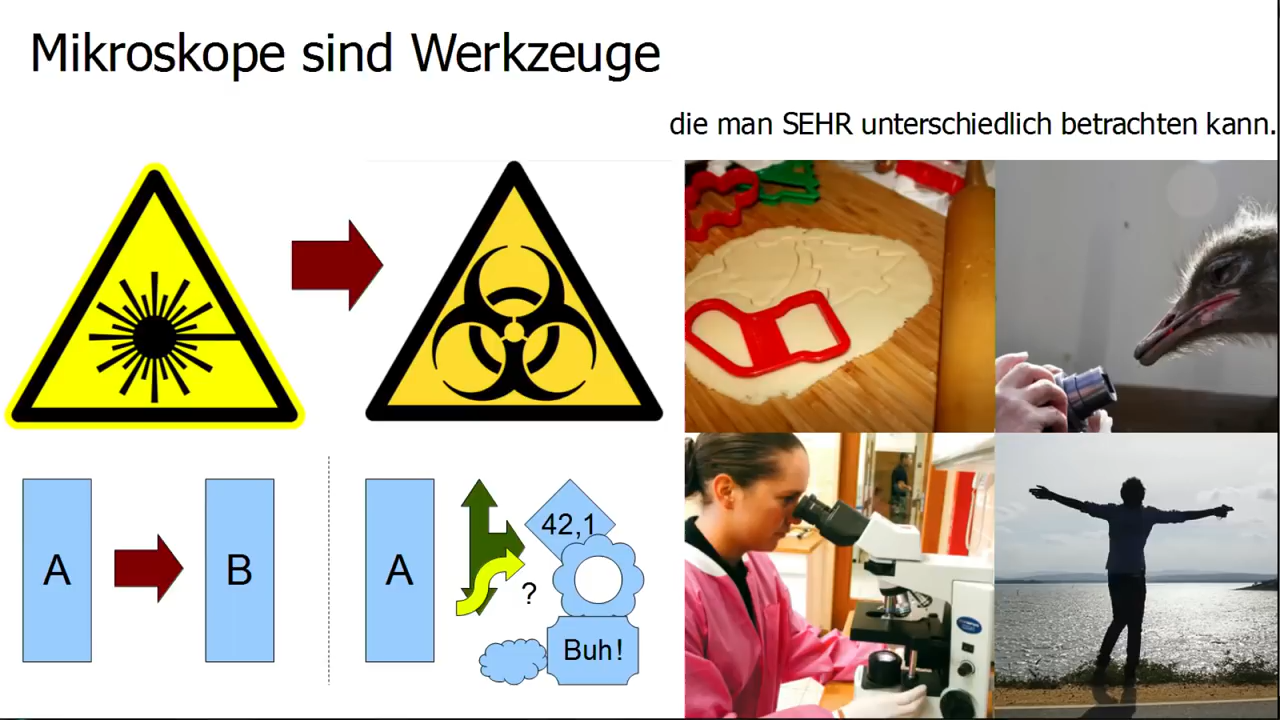 Mikroskope sind Werkzeuge
die man SEHR unterschiedlich betrachten kann.
A
B
A
42,1
?
Buh!